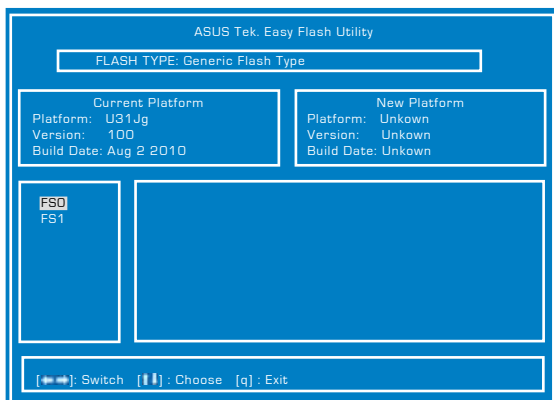 ASUS Tek. Easy Flash Utility
FLASH TYPE: Generic Flash Type
Current Platform
Platform: U31Jg
Version: 100
Build Date: Aug 2 2010
New Platform
Platform: Unkown
Version: Unkown
Build Date: Unkown
FS0
FS1
[←→]: Switch [↑↓] : Choose [q] : Exit